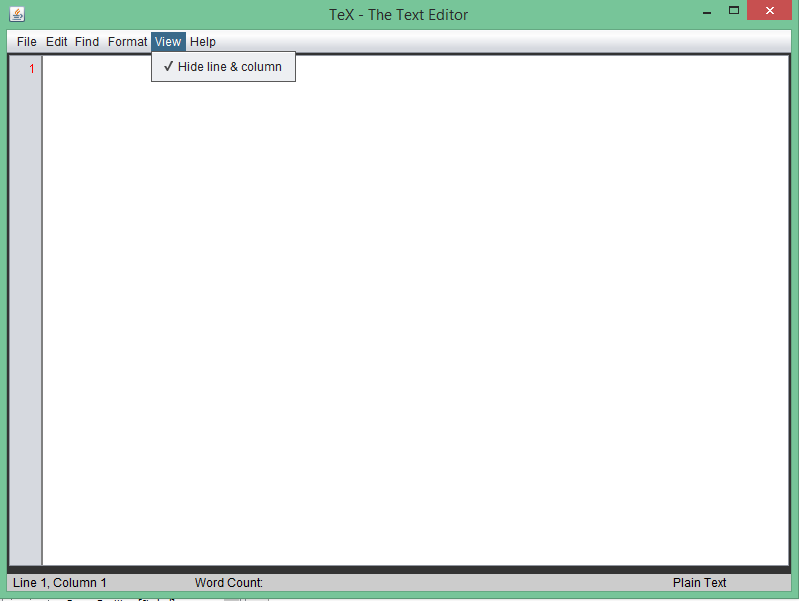 TeX - The Text Editor
File Edit Find Format View Help
✓ Hide line & column
1
Line 1, Column 1 Word Count: Plain Text